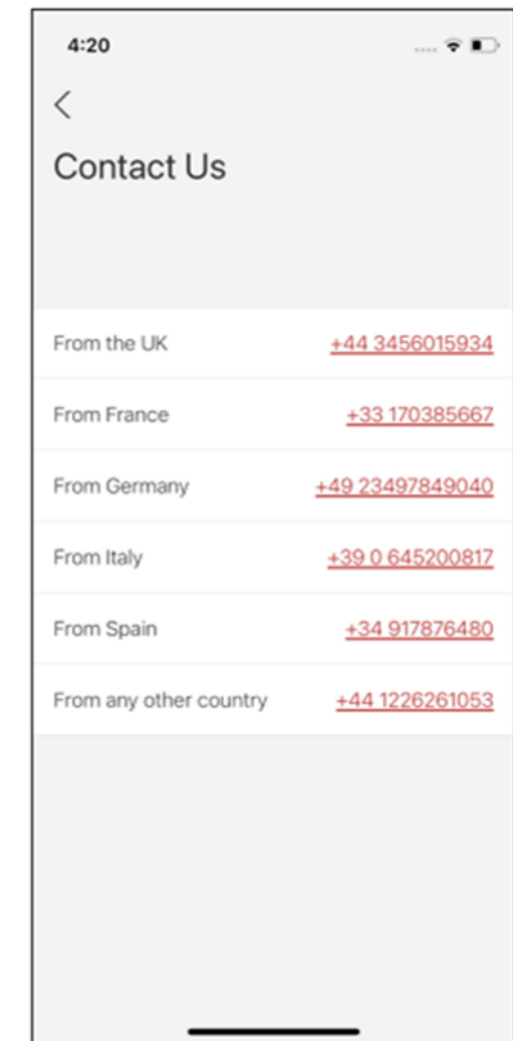 4:20
Contact Us
From the UK +44 3456015934
From France +33 170385667
From Germany +49 23497849040
From Italy +39 0 645200817
From Spain +34 917876480
From any other country +44 1226261053